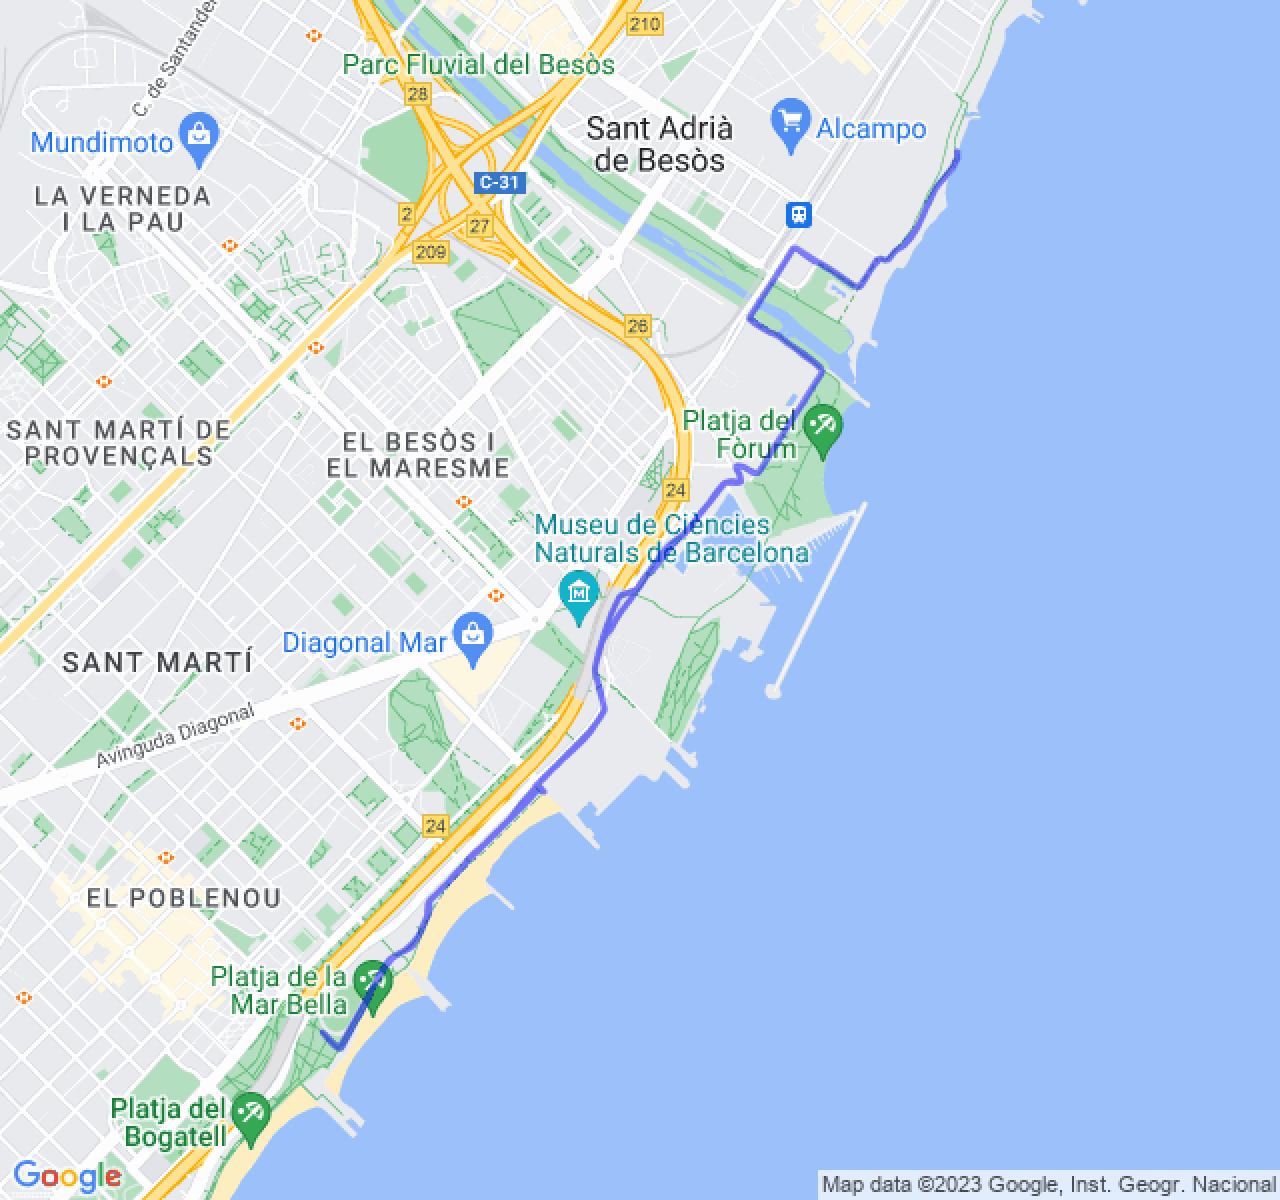 210
Parc Fluvial del Besòs
C. de Santander
28
Mundimoto
Sant Adrià
de Besòs
Alcampo
C-31
LA VERNEDA
I LA PAU
2
27
209
26
SANT MARTÍ DE
PROVENÇALS
EL BESÒS I
EL MARESME
Platja del
Fòrum
24
Museu de Ciències
Naturals de Barcelona
M
Diagonal Mar
SANT MARTÍ
Avinguda Diagonal
24
EL POBLENOU
Platja de la
Mar Bella
Platja del
Bogatell
Google
Map data ©2023 Google, Inst. Geogr. Nacional